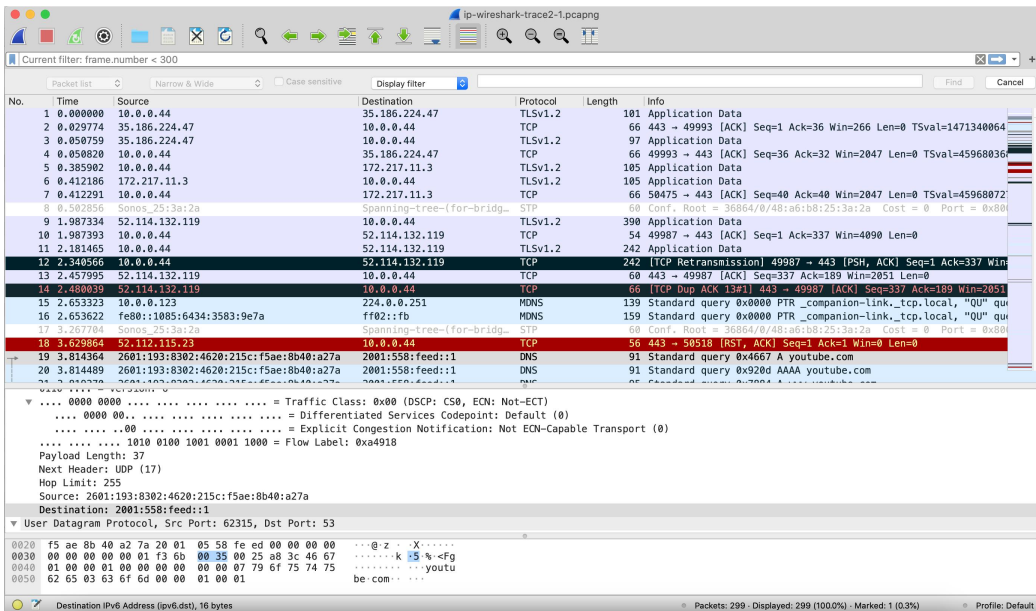 ip-wireshark-trace2-1.pcapng
Current filter: frame.number < 300
Packet list Narrow & Wide Case sensitive Display filter Find Cancel
No. Time Source Destination Protocol Length Info
1 0.000000 10.0.0.44 35.186.224.47 TLSv1.2 101 Application Data
2 0.029774 35.186.224.47 10.0.0.44 TCP 66 443 → 49993 [ACK] Seq=1 Ack=36 Win=266 Len=0 TSval=1471340064
3 0.050759 35.186.224.47 10.0.0.44 TLSv1.2 97 Application Data
4 0.050820 10.0.0.44 35.186.224.47 TCP 66 49993 → 443 [ACK] Seq=36 Ack=32 Win=2047 Len=0 TSval=45968036
5 0.385902 10.0.0.44 172.217.11.3 TLSv1.2 105 Application Data
6 0.412186 172.217.11.3 10.0.0.44 TLSv1.2 105 Application Data
7 0.412291 10.0.0.44 172.217.11.3 TCP 66 50475 → 443 [ACK] Seq=40 Ack=40 Win=2047 Len=0 TSval=45968072
8 0.502856 Sonos_25:3a:2a Spanning-tree-(for-bridg… STP 60 Conf. Root = 36864/0/48:a6:b8:25:3a:2a Cost = 0 Port = 0x80
9 1.987334 52.114.132.119 10.0.0.44 TLSv1.2 390 Application Data
10 1.987393 10.0.0.44 52.114.132.119 TCP 54 49987 → 443 [ACK] Seq=1 Ack=337 Win=4090 Len=0
11 2.181465 10.0.0.44 52.114.132.119 TLSv1.2 242 Application Data
12 2.340566 10.0.0.44 52.114.132.119 TCP 242 [TCP Retransmission] 49987 → 443 [PSH, ACK] Seq=1 Ack=337 Win=
13 2.457995 52.114.132.119 10.0.0.44 TCP 60 443 → 49987 [ACK] Seq=337 Ack=189 Win=2051 Len=0
14 2.480039 52.114.132.119 10.0.0.44 TCP 66 [TCP Dup ACK 13#1] 443 → 49987 [ACK] Seq=337 Ack=189 Win=2051
15 2.653323 10.0.0.123 224.0.0.251 MDNS 139 Standard query 0x0000 PTR _companion-link._tcp.local, "QU" que
16 2.653622 fe80::1085:6434:3583:9e7a ff02::fb MDNS 159 Standard query 0x0000 PTR _companion-link._tcp.local, "QU" que
17 3.267704 Sonos_25:3a:2a Spanning-tree-(for-bridg… STP 60 Conf. Root = 36864/0/48:a6:b8:25:3a:2a Cost = 0 Port = 0x80
18 3.629864 52.112.115.23 10.0.0.44 TCP 56 443 → 50518 [RST, ACK] Seq=1 Ack=1 Win=0 Len=0
19 3.814364 2601:193:8302:4620:215c:f5ae:8b40:a27a 2001:558:feed::1 DNS 91 Standard query 0x4667 A youtube.com
20 3.814489 2601:193:8302:4620:215c:f5ae:8b40:a27a 2001:558:feed::1 DNS 91 Standard query 0x920d AAAA youtube.com
.... 0000 0000 .... .... .... .... .... = Traffic Class: 0x00 (DSCP: CS0, ECN: Not-ECT)
.... 0000 00.. .... .... .... .... .... = Differentiated Services Codepoint: Default (0)
.... .... ..00 .... .... .... .... .... = Explicit Congestion Notification: Not ECN-Capable Transport (0)
.... .... .... 1010 0100 1001 0001 1000 = Flow Label: 0xa4918
Payload Length: 37
Next Header: UDP (17)
Hop Limit: 255
Source: 2601:193:8302:4620:215c:f5ae:8b40:a27a
Destination: 2001:558:feed::1
User Datagram Protocol, Src Port: 62315, Dst Port: 53
0020 f5 ae 8b 40 a2 7a 20 01 05 58 fe ed 00 00 00 00 ···@·z · ·X······
0030 00 00 00 00 00 01 f3 6b 00 35 00 25 a8 3c 46 67 ·······k ·5·%·<Fg
0040 01 00 00 01 00 00 00 00 00 00 07 79 6f 75 74 75 ········ ···youtu
0050 62 65 03 63 6f 6d 00 00 01 00 01 be·com·· ···
Destination IPv6 Address (ipv6.dst), 16 bytes Packets: 299 · Displayed: 299 (100.0%) · Marked: 1 (0.3%) Profile: Default